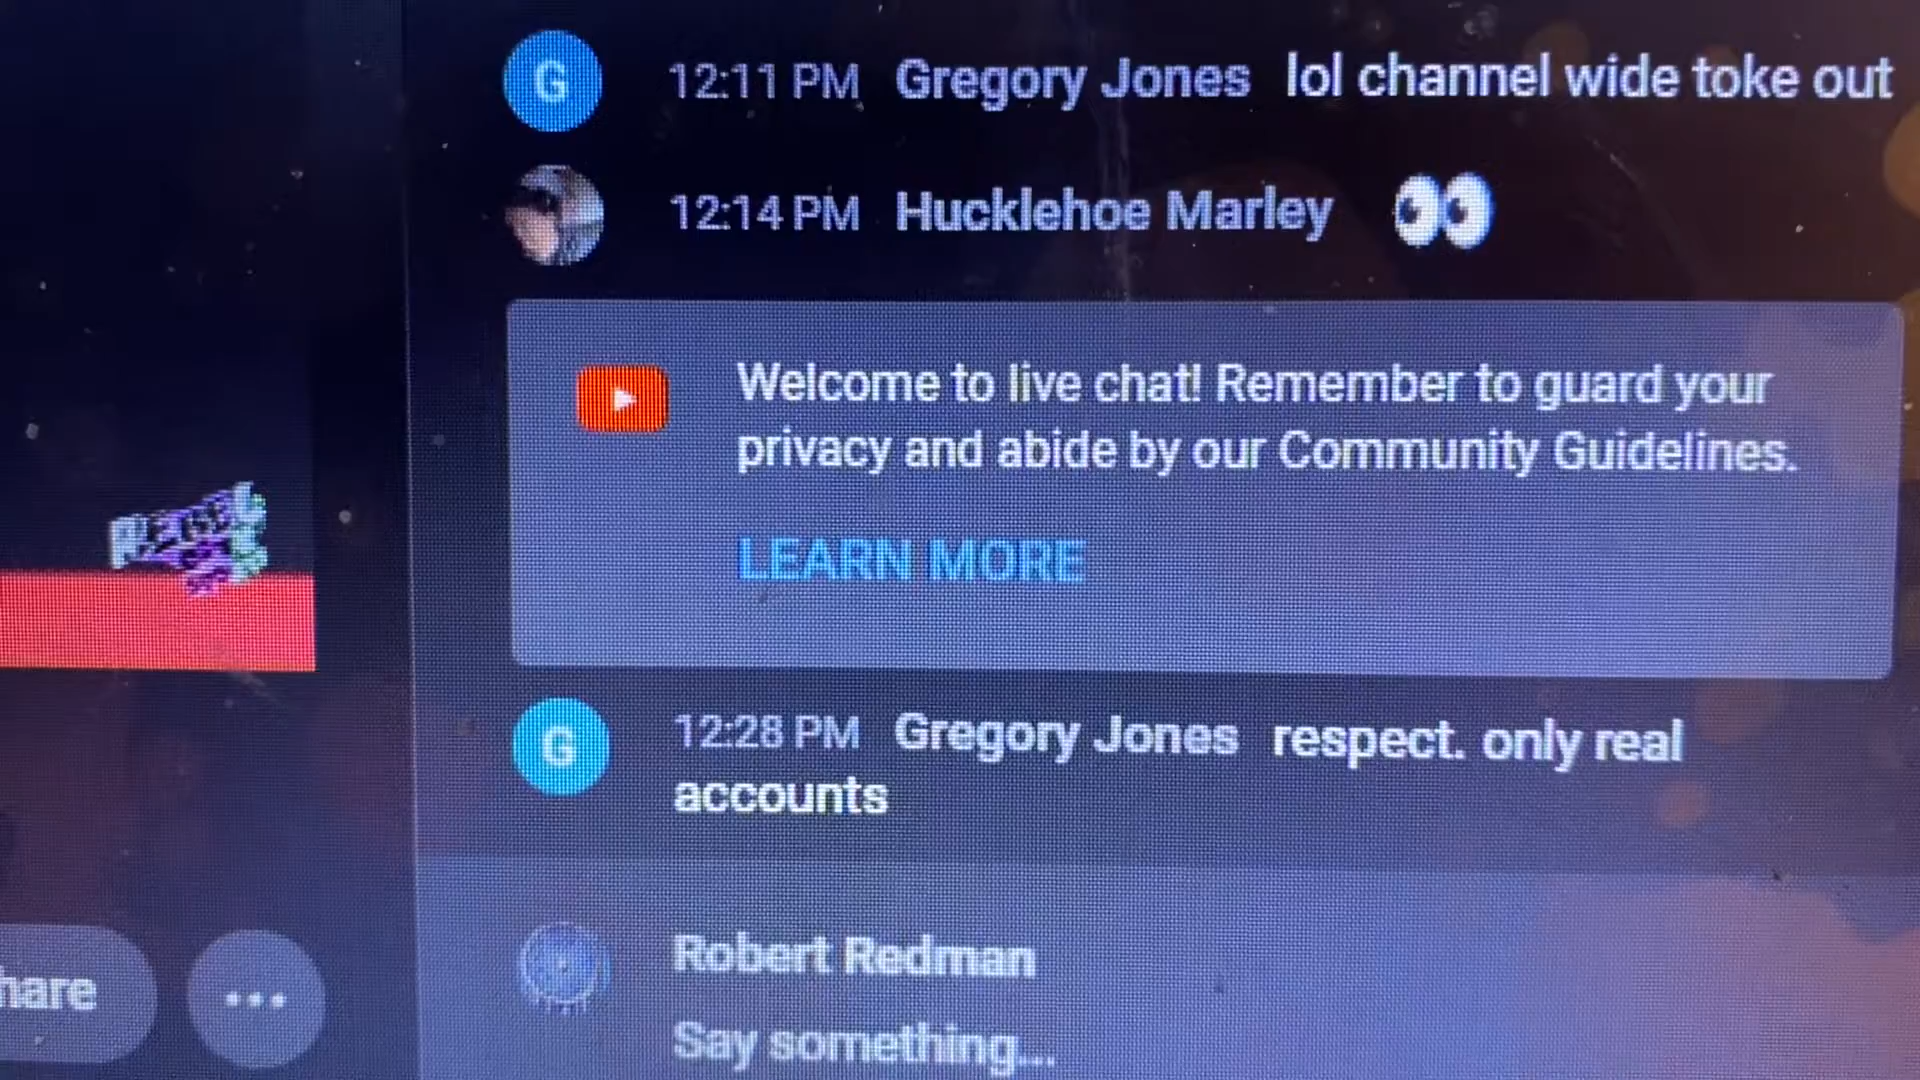 G 12:11 PM Gregory Jones lol channel wide toke out
12:14 PM Hucklehoe Marley 👀
Welcome to live chat! Remember to guard your
privacy and abide by our Community Guidelines.
LEARN MORE
G 12:28 PM Gregory Jones respect. only real
accounts
Robert Redman
hare
Say something...